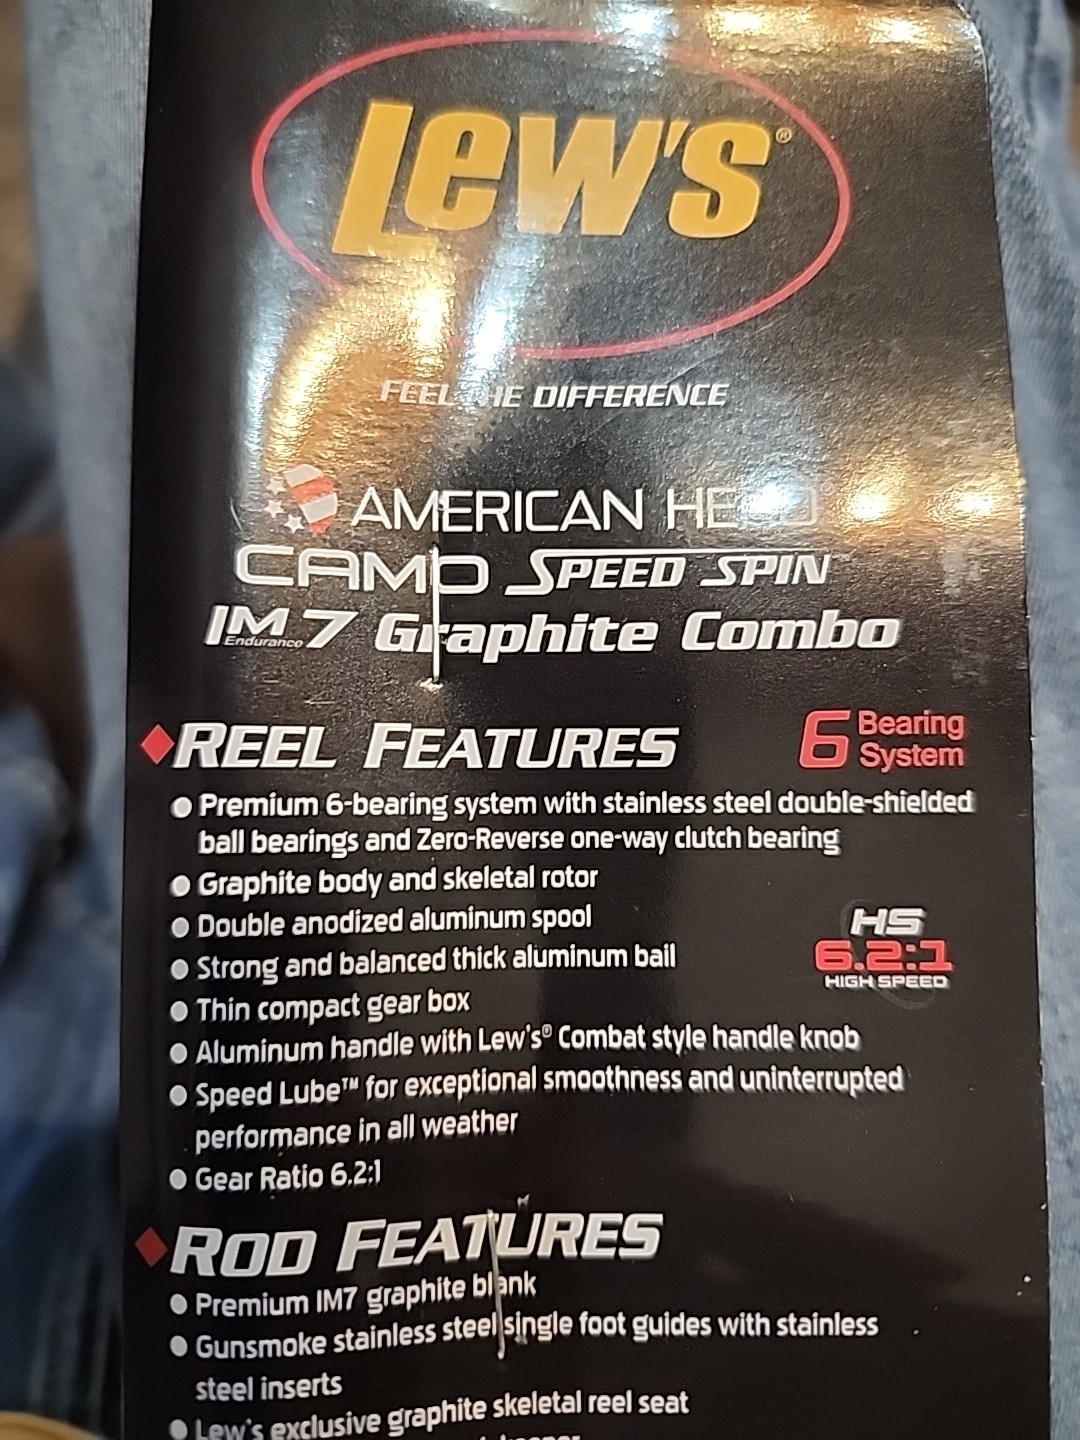 Lew's®
FEEL THE DIFFERENCE
AMERICAN HERO®
CAMO SPEED SPIN™
IM7 Graphite Combo
Endurance
REEL FEATURES
6 Bearing
System
● Premium 6-bearing system with stainless steel double-shielded
ball bearings and Zero-Reverse one-way clutch bearing
● Graphite body and skeletal rotor
● Double anodized aluminum spool
● Strong and balanced thick aluminum bail
HS
6.2:1
HIGH SPEED
● Thin compact gear box
● Aluminum handle with Lew's® Combat style handle knob
● Speed Lube™ for exceptional smoothness and uninterrupted
performance in all weather
● Gear Ratio 6.2:1
ROD FEATURES
● Premium IM7 graphite blank
● Gunsmoke stainless steel single foot guides with stainless
steel inserts
● Lew's exclusive graphite skeletal reel seat